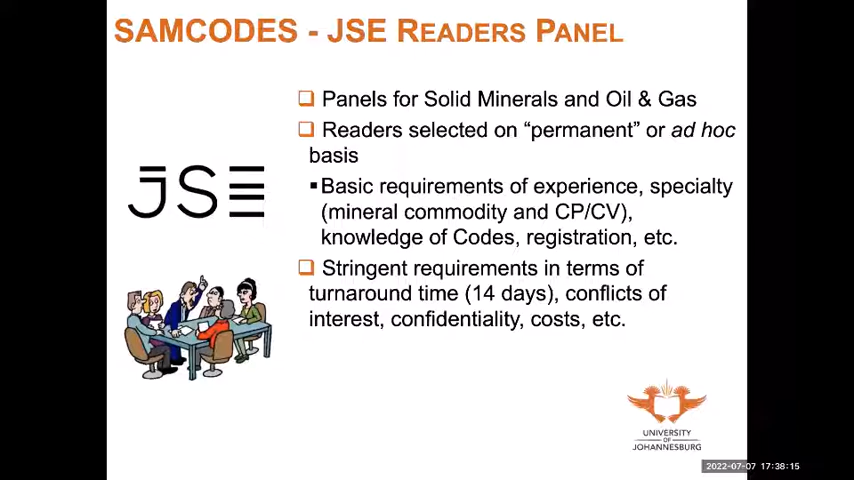 SAMCODES - JSE READERS PANEL
❑ Panels for Solid Minerals and Oil & Gas
❑ Readers selected on “permanent” or ad hoc
basis
▪Basic requirements of experience, specialty
(mineral commodity and CP/CV),
knowledge of Codes, registration, etc.
❑ Stringent requirements in terms of
turnaround time (14 days), conflicts of
interest, confidentiality, costs, etc.
JSE
UNIVERSITY
OF
JOHANNESBURG
2022-07-07 17:38:15